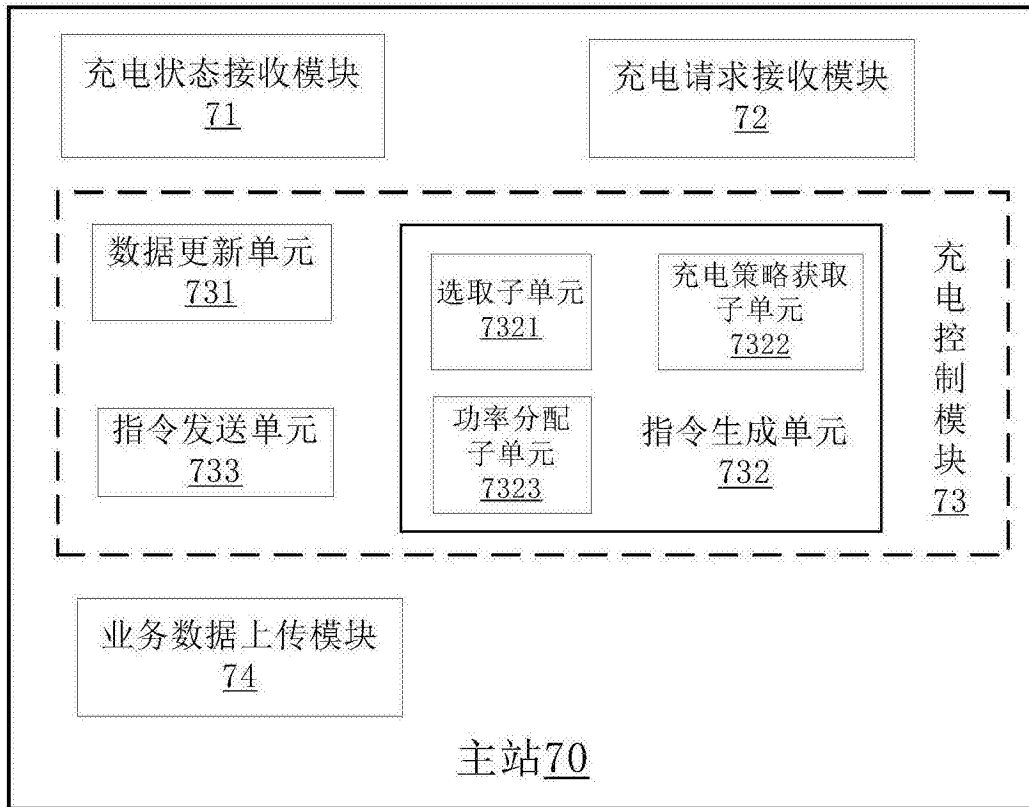 充电状态接收模块
71
充电请求接收模块
72
数据更新单元
731
选取子单元
7321
充电策略获取
子单元
7322
指令发送单元
733
功率分配
子单元
7323
指令生成单元
732
充电控制模块
73
业务数据上传模块
74
主站70